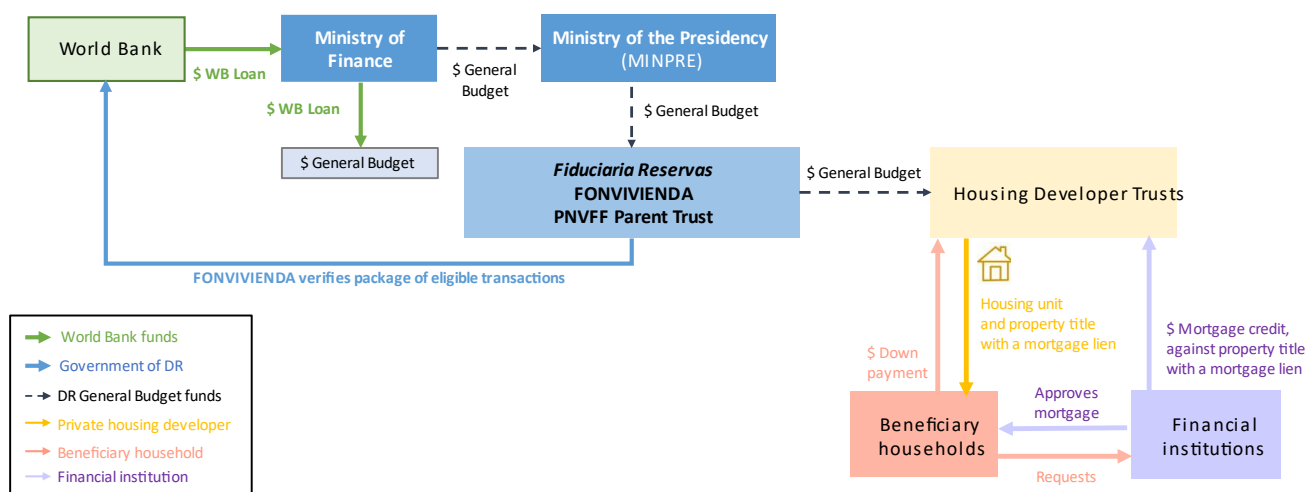 World Bank
$ WB Loan
Ministry of
Finance
$ General
Budget
Ministry of the Presidency
(MINPRE)
$ WB Loan
$ General Budget
$ General Budget
Fiduciaria Reservas
FONVIVIENDA
PNVFF Parent Trust
$ General Budget
Housing Developer Trusts
FONVIVIENDA verifies package of eligible transactions
Housing unit
and property title
with a mortgage lien
$ Mortgage credit,
against property title
with a mortgage lien
$ Down
payment
Approves
mortgage
Beneficiary
households
Financial
institutions
Requests
World Bank funds
Government of DR
DR General Budget funds
Private housing developer
Beneficiary household
Financial institution